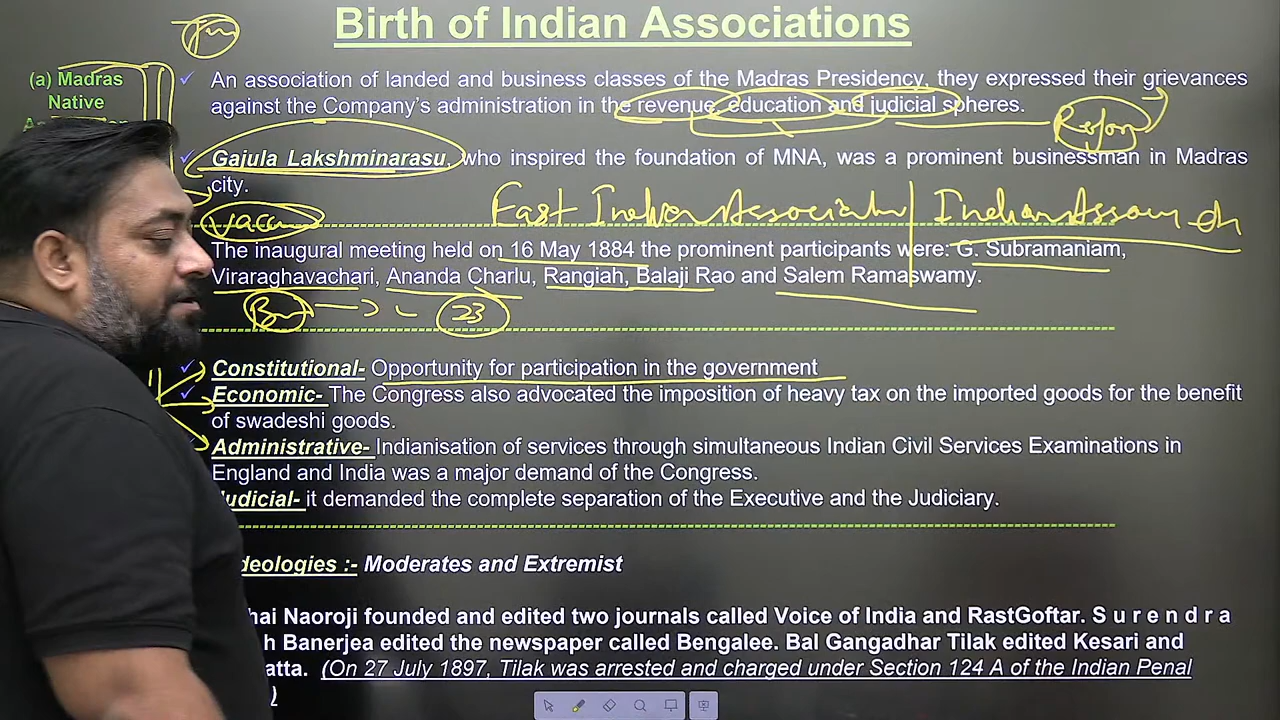 Birth of Indian Associations
(a) Madras
Native
✓ An association of landed and business classes of the Madras Presidency, they expressed their grievances
against the Company's administration in the revenue, education and judicial spheres.
✓ Gajula Lakshminarasu, who inspired the foundation of MNA, was a prominent businessman in Madras
city.
East Indian Association
The inaugural meeting held on 16 May 1884 the prominent participants were: G. Subramaniam,
Viraraghavachari, Ananda Charlu, Rangiah, Balaji Rao and Salem Ramaswamy.
23
✓ Constitutional- Opportunity for participation in the government
✓ Economic- The Congress also advocated the imposition of heavy tax on the imported goods for the benefit
of swadeshi goods.
Administrative- Indianisation of services through simultaneous Indian Civil Services Examinations in
England and India was a major demand of the Congress.
Judicial- it demanded the complete separation of the Executive and the Judiciary.
deologies :- Moderates and Extremist
hai Naoroji founded and edited two journals called Voice of India and RastGoftar. S u r e n d r a
h Banerjea edited the newspaper called Bengalee. Bal Gangadhar Tilak edited Kesari and
atta. (On 27 July 1897, Tilak was arrested and charged under Section 124 A of the Indian Penal